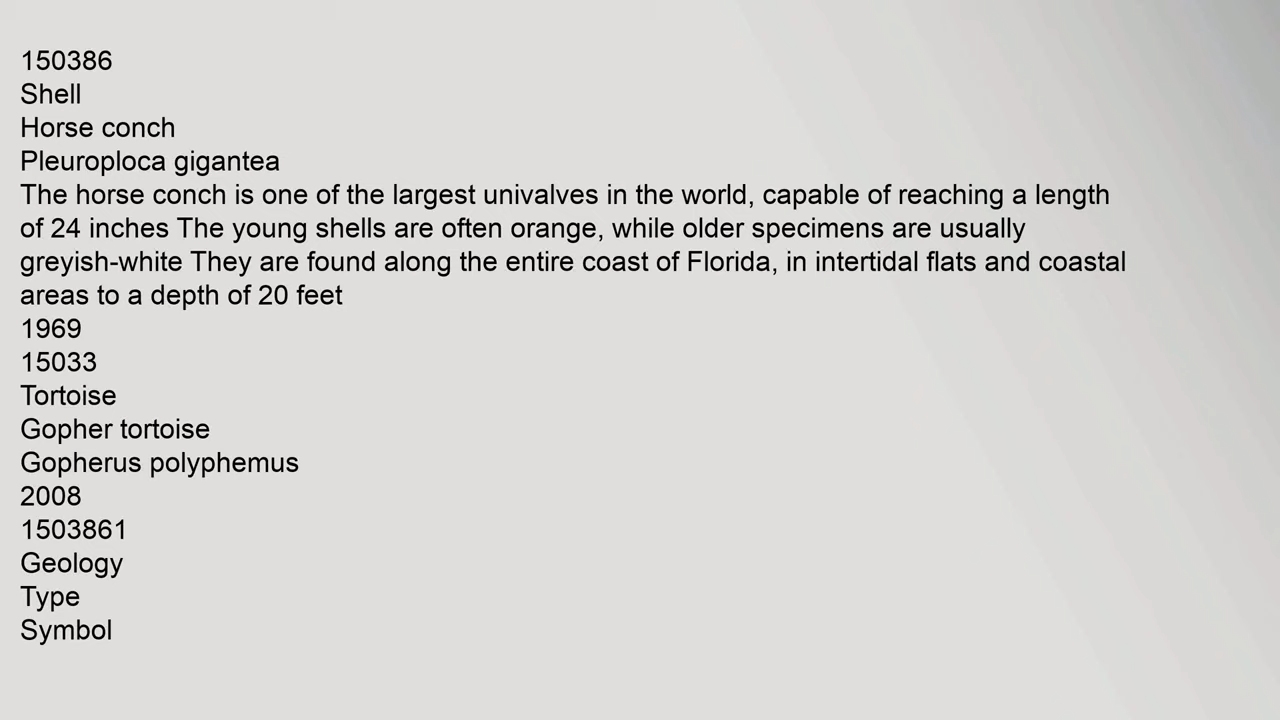 150386
Shell
Horse conch
Pleuroploca gigantea
The horse conch is one of the largest univalves in the world, capable of reaching a length
of 24 inches The young shells are often orange, while older specimens are usually
greyish-white They are found along the entire coast of Florida, in intertidal flats and coastal
areas to a depth of 20 feet
1969
15033
Tortoise
Gopher tortoise
Gopherus polyphemus
2008
1503861
Geology
Type
Symbol